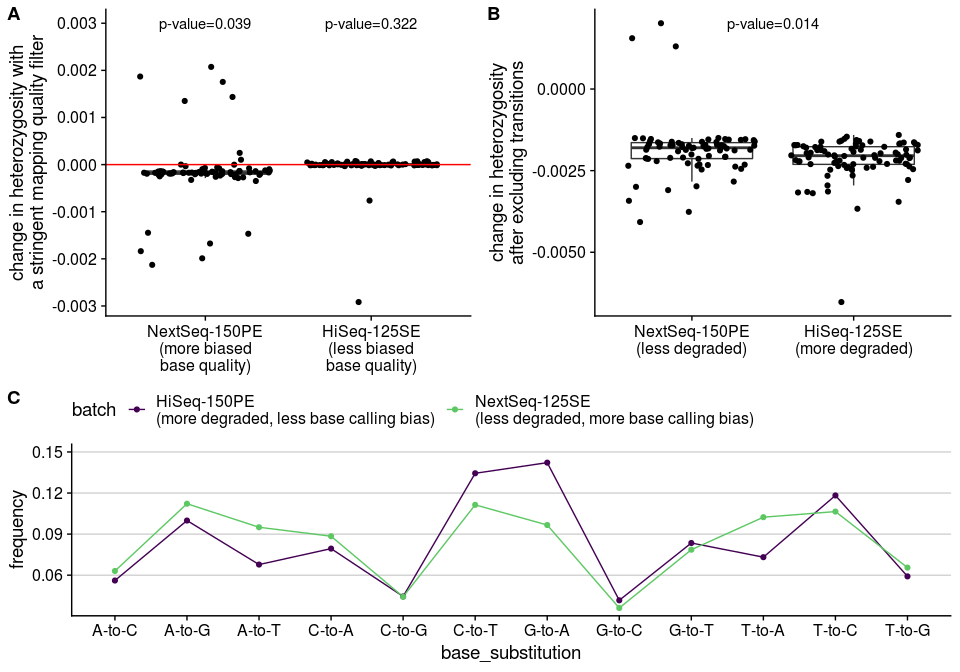 A
change in heterozygosity with
a stringent mapping quality filter
0.003
0.002
0.001
0.000
-0.001
-0.002
-0.003
p-value=0.039
p-value=0.322
NextSeq-150PE
(more biased
base quality)
HiSeq-125SE
(less biased
base quality)
B
change in heterozygosity
after excluding transitions
0.0000
-0.0025
-0.0050
p-value=0.014
NextSeq-150PE
(less degraded)
HiSeq-125SE
(more degraded)
C
batch
HiSeq-150PE
(more degraded, less base calling bias)
NextSeq-125SE
(less degraded, more base calling bias)
frequency
0.15
0.12
0.09
0.06
A-to-C A-to-G A-to-T C-to-A C-to-G C-to-T G-to-A G-to-C G-to-T T-to-A T-to-C T-to-G
base_substitution